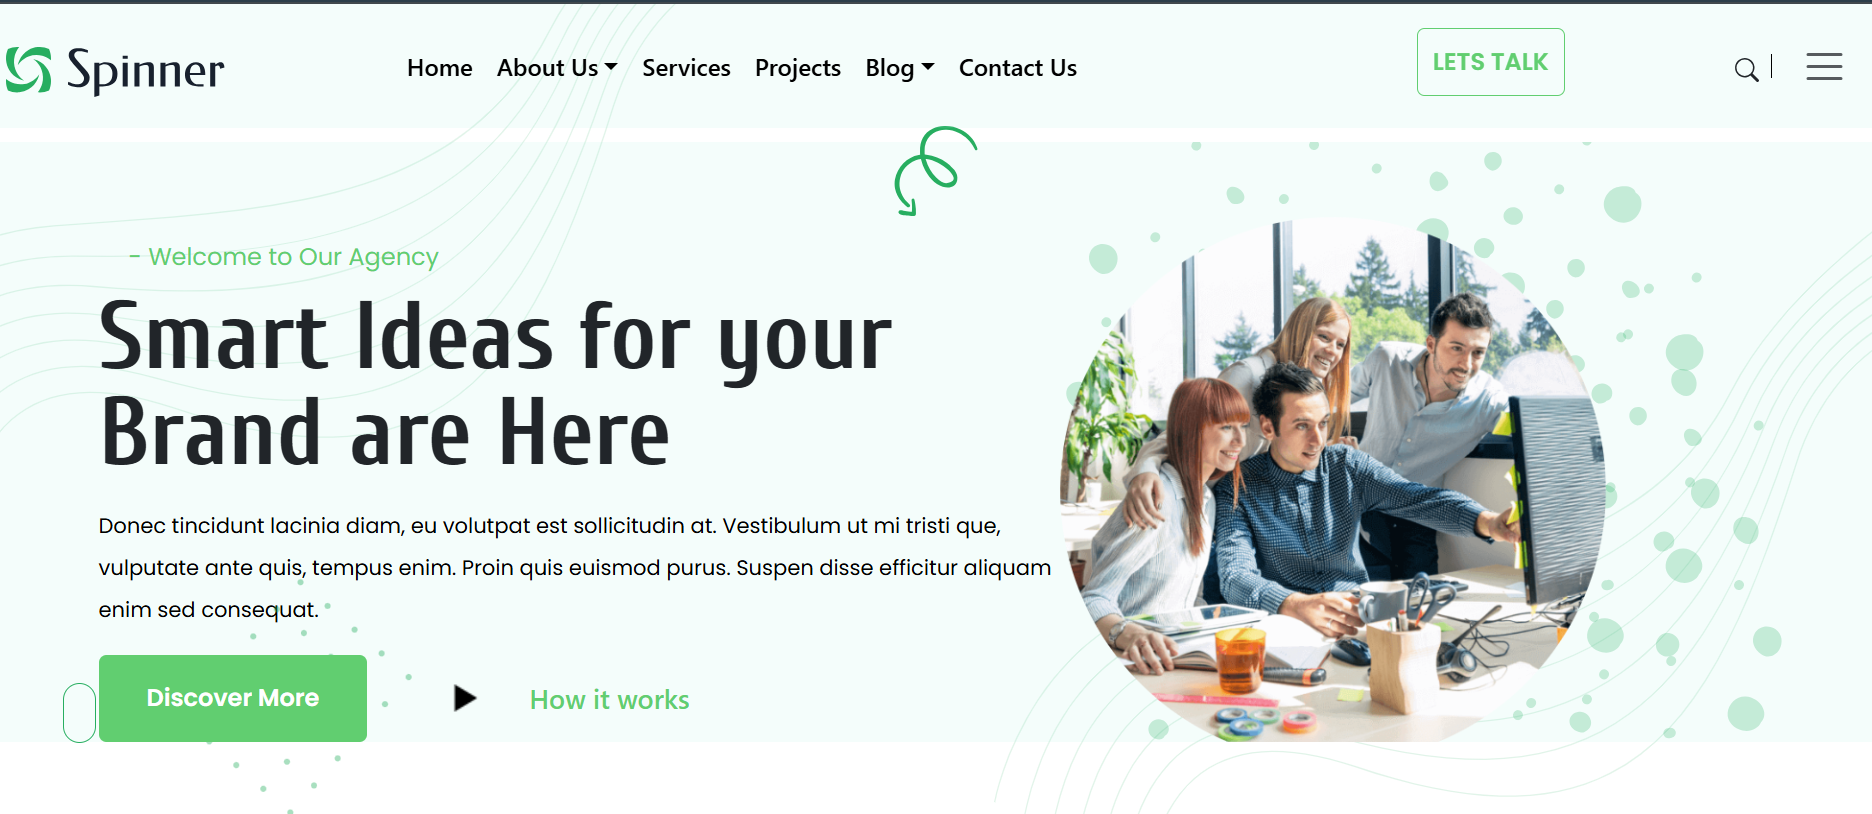 Spinner
Home About Us Services Projects Blog Contact Us
LETS TALK
- Welcome to Our Agency
Smart Ideas for your
Brand are Here
Donec tincidunt lacinia diam, eu volutpat est sollicitudin at. Vestibulum ut mi tristi que,
vulputate ante quis, tempus enim. Proin quis euismod purus. Suspen disse efficitur aliquam
enim sed consequat.
Discover More
How it works